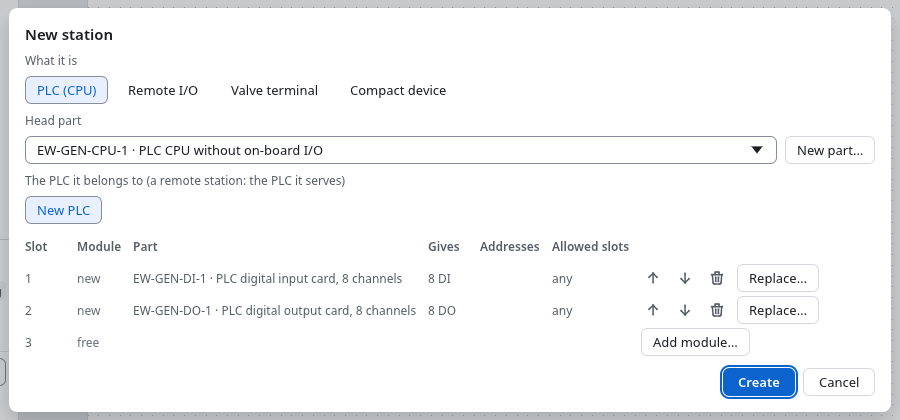 New station
What it is
PLC (CPU) Remote I/O Valve terminal Compact device
Head part
EW-GEN-CPU-1 · PLC CPU without on-board I/O New part...
The PLC it belongs to (a remote station: the PLC it serves)
New PLC
Slot Module Part Gives Addresses Allowed slots
1 new EW-GEN-DI-1 · PLC digital input card, 8 channels 8 DI any Replace...
2 new EW-GEN-DO-1 · PLC digital output card, 8 channels 8 DO any Replace...
3 free Add module...
Create Cancel